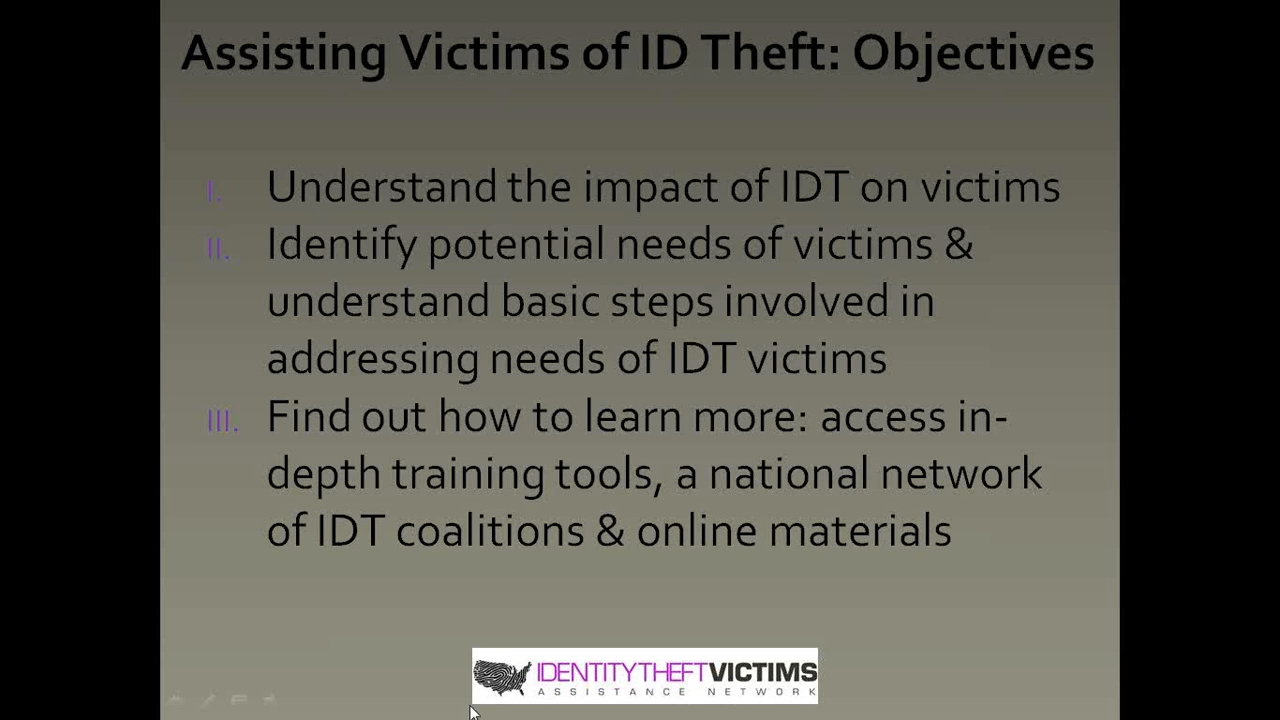 Assisting Victims of ID Theft: Objectives
I. Understand the impact of IDT on victims
II. Identify potential needs of victims &
understand basic steps involved in
addressing needs of IDT victims
III. Find out how to learn more: access in-
depth training tools, a national network
of IDT coalitions & online materials
IDENTITYTHEFTVICTIMS
ASSISTANCE NETWORK